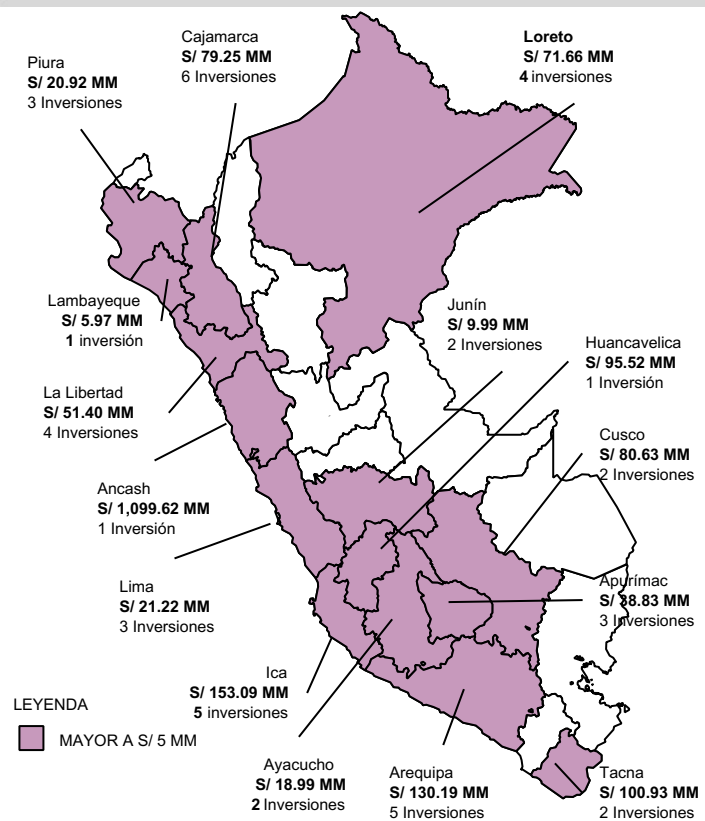 Cajamarca
S/ 79.25 MM
6 Inversiones
Loreto
S/ 71.66 MM
4 inversiones
Piura
S/ 20.92 MM
3 Inversiones
Lambayeque
S/ 5.97 MM
1 inversión
Junín
S/ 9.99 MM
2 Inversiones
Huancavelica
S/ 95.52 MM
1 Inversión
La Libertad
S/ 51.40 MM
4 Inversiones
Cusco
S/ 80.63 MM
2 Inversiones
Ancash
S/ 1,099.62 MM
1 Inversión
Lima
S/ 21.22 MM
3 Inversiones
Apurímac
S/ 38.83 MM
3 Inversiones
Ica
S/ 153.09 MM
5 inversiones
LEYENDA
MAYOR A S/ 5 MM
Ayacucho
S/ 18.99 MM
2 Inversiones
Arequipa
S/ 130.19 MM
5 Inversiones
Tacna
S/ 100.93 MM
2 Inversiones